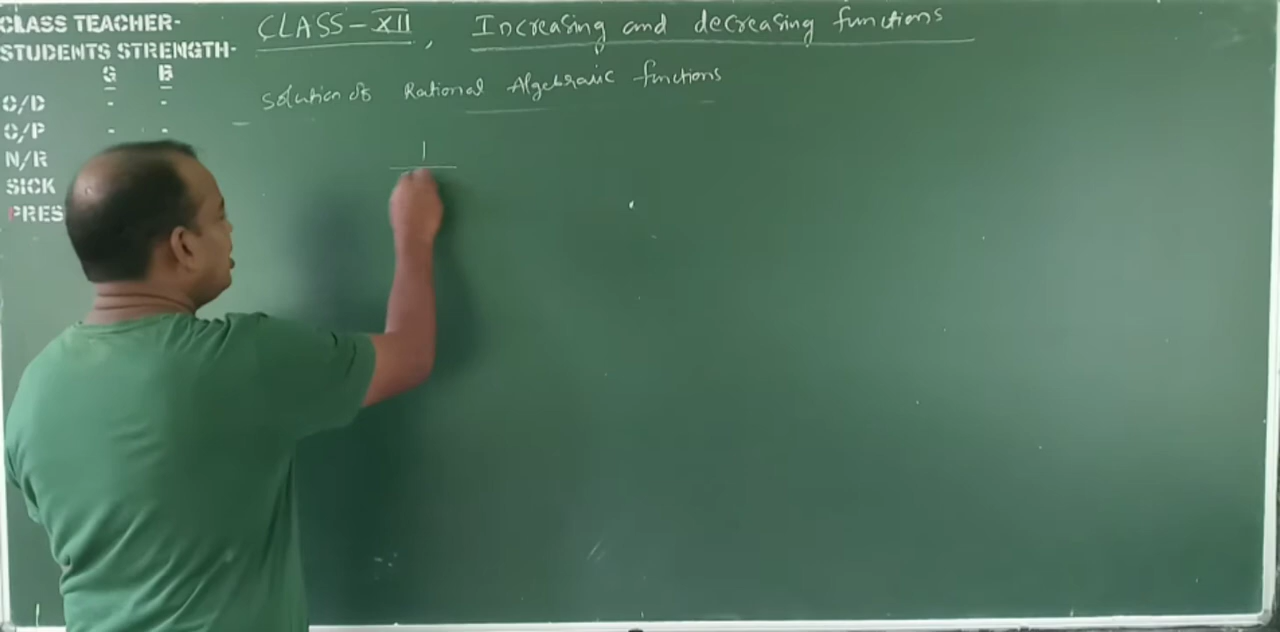 CLASS TEACHER-
STUDENTS STRENGTH-
G B
O/D - -
O/P - -
N/R
SICK
PRES
CLASS-XII, Increasing and decreasing functions
Solution of Rational Algebraic functions
1